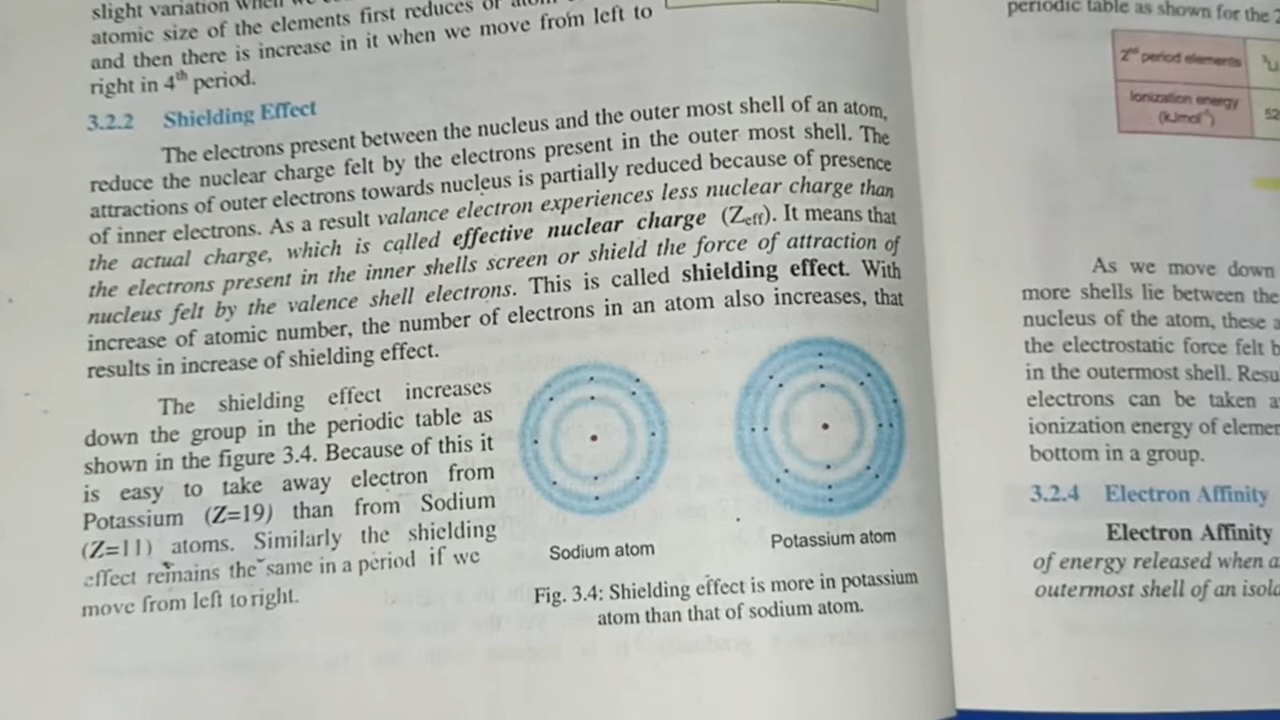 slight variation when we
atomic size of the elements first reduces
and then there is increase in it when we move from left to
right in 4th period.
3.2.2 Shielding Effect
The electrons present between the nucleus and the outer most shell of an atom,
reduce the nuclear charge felt by the electrons present in the outer most shell. The
attractions of outer electrons towards nucleus is partially reduced because of presence
of inner electrons. As a result valance electron experiences less nuclear charge than
the actual charge, which is called effective nuclear charge (Zeff). It means that
the electrons present in the inner shells screen or shield the force of attraction of
nucleus felt by the valence shell electrons. This is called shielding effect. With
increase of atomic number, the number of electrons in an atom also increases, that
results in increase of shielding effect.
The shielding effect increases
down the group in the periodic table as
shown in the figure 3.4. Because of this it
is easy to take away electron from
Potassium (Z=19) than from Sodium
(Z=11) atoms. Similarly the shielding
effect remains the same in a period if we
move from left to right.
Sodium atom
Potassium atom
Fig. 3.4: Shielding effect is more in potassium
atom than that of sodium atom.
periodic table as shown for the
2nd period elements
Ionization energy
(kJmol-1)
52
As we move down
more shells lie between the
nucleus of the atom, these
the electrostatic force felt
in the outermost shell.
electrons can be taken
ionization energy of
bottom in a group.
3.2.4 Electron Affinity
Electron Affinity
of energy released when
outermost shell of an